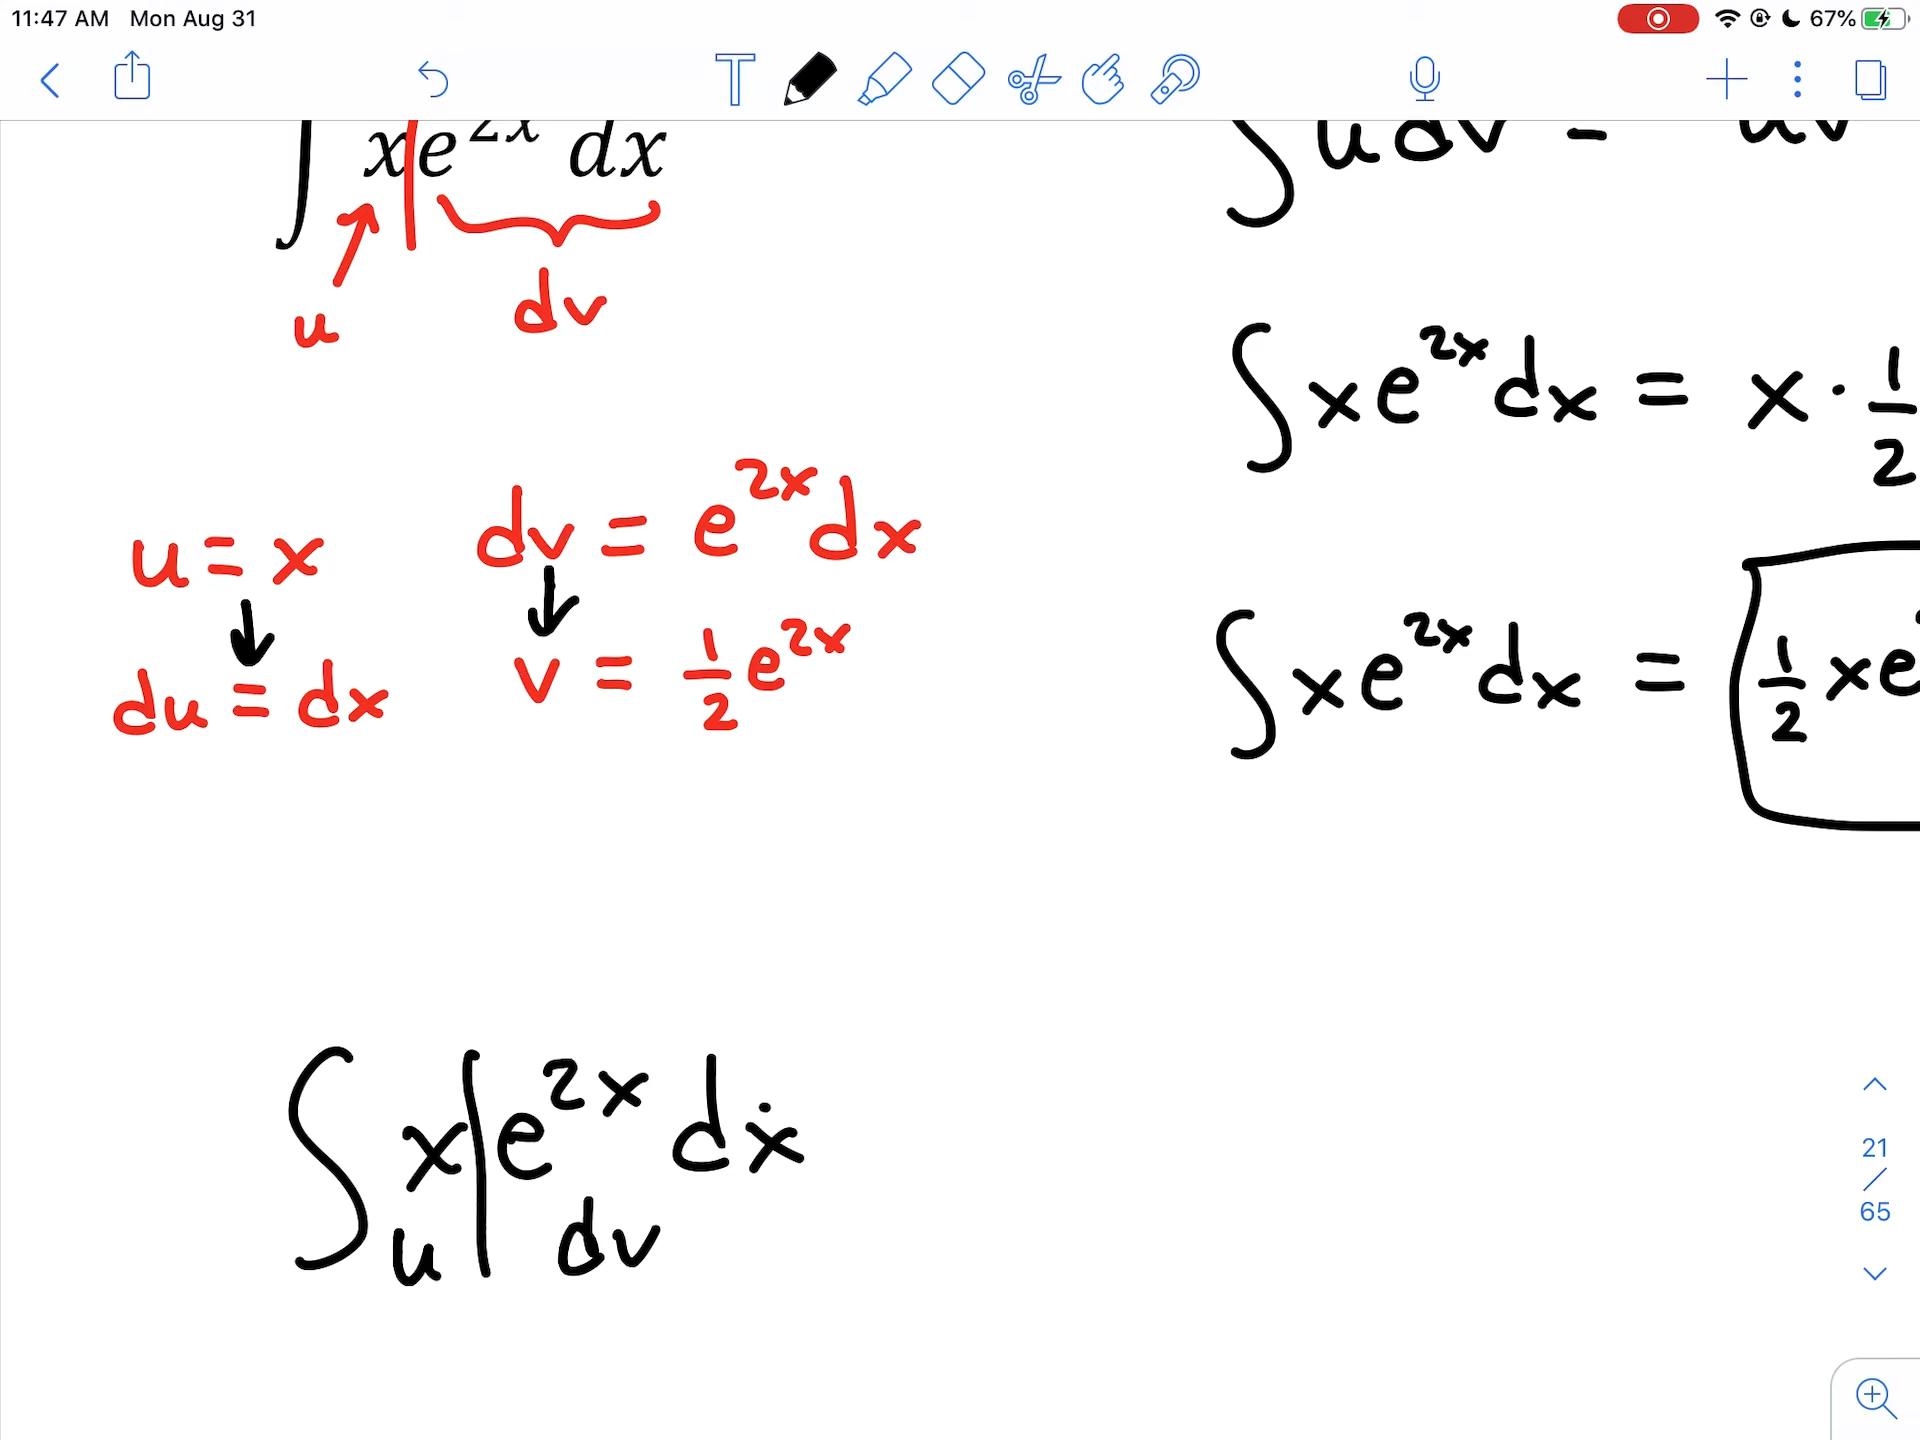 11:47 AM Mon Aug 31
67%
T
∫ x|e^{2x} dx
u
dv
∫ u dv = uv
∫ xe^{2x} dx = x · 1/2
u = x
dv = e^{2x} dx
du = dx
v = 1/2 e^{2x}
∫ xe^{2x} dx = 1/2 xe
∫ x|e^{2x} dx
u dv
21
/
65